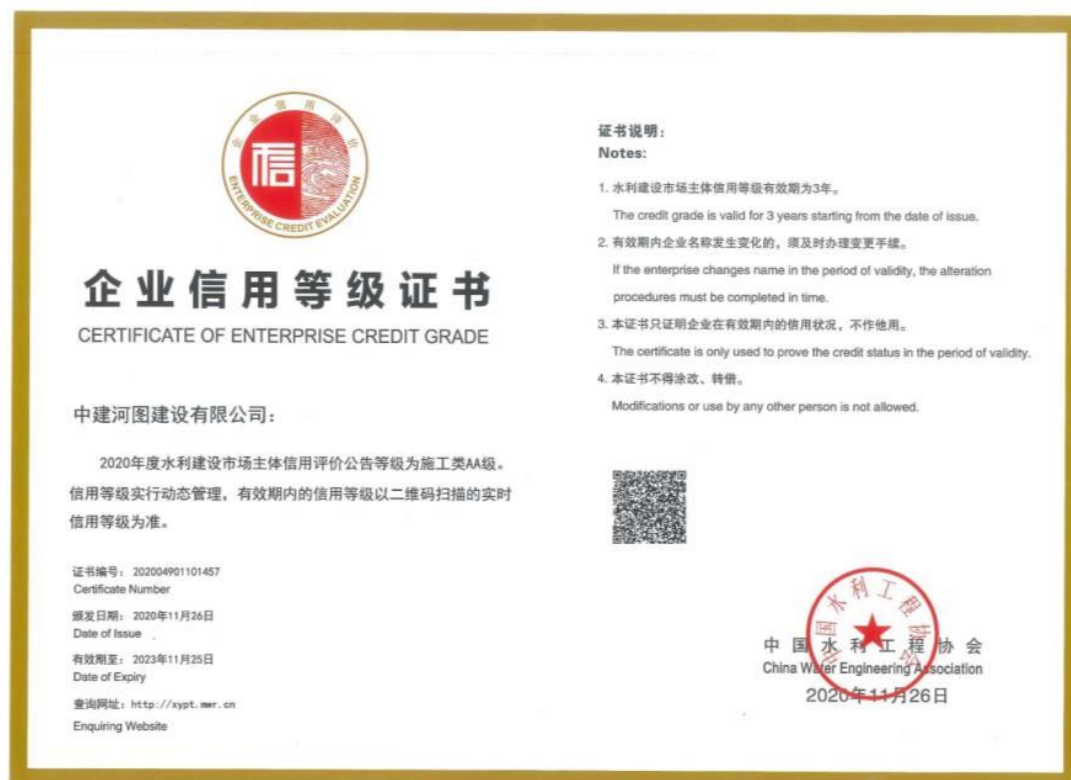 企业信用评价
信
ENTERPRISE CREDIT EVALUATION
企业信用等级证书
CERTIFICATE OF ENTERPRISE CREDIT GRADE
中建河图建设有限公司：
2020年度水利建设市场主体信用评价公告等级为施工类AA级。
信用等级实行动态管理，有效期内的信用等级以二维码扫描的实时
信用等级为准。
证书编号：202004901101457
Certificate Number
颁发日期：2020年11月26日
Date of Issue
有效期至：2023年11月25日
Date of Expiry
查询网址：http://xypt.mwr.cn
Enquiring Website
证书说明：
Notes:
1. 水利建设市场主体信用等级有效期为3年。
The credit grade is valid for 3 years starting from the date of issue.
2. 有效期内企业名称发生变化的，须及时办理变更手续。
If the enterprise changes name in the period of validity, the alteration
procedures must be completed in time.
3. 本证书只证明企业在有效期内的信用状况，不作他用。
The certificate is only used to prove the credit status in the period of validity.
4. 本证书不得涂改、转借。
Modifications or use by any other person is not allowed.
中国水利工程协会
中国水利工程协会
China Water Engineering Association
2020年11月26日